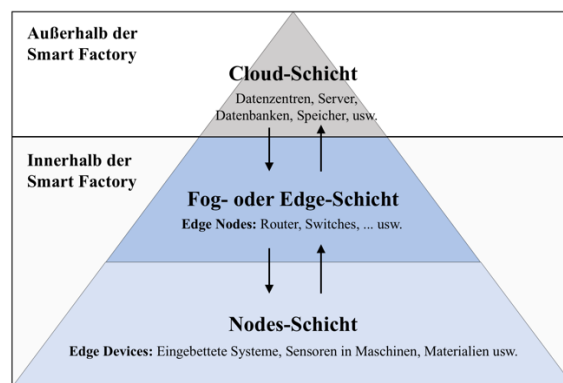 Außerhalb der
Smart Factory
Cloud-Schicht
Datenzentren, Server,
Datenbanken, Speicher, usw.
Innerhalb der
Smart Factory
Fog- oder Edge-Schicht
Edge Nodes: Router, Switches, ... usw.
Nodes-Schicht
Edge Devices: Eingebettete Systeme, Sensoren in Maschinen, Materialien usw.